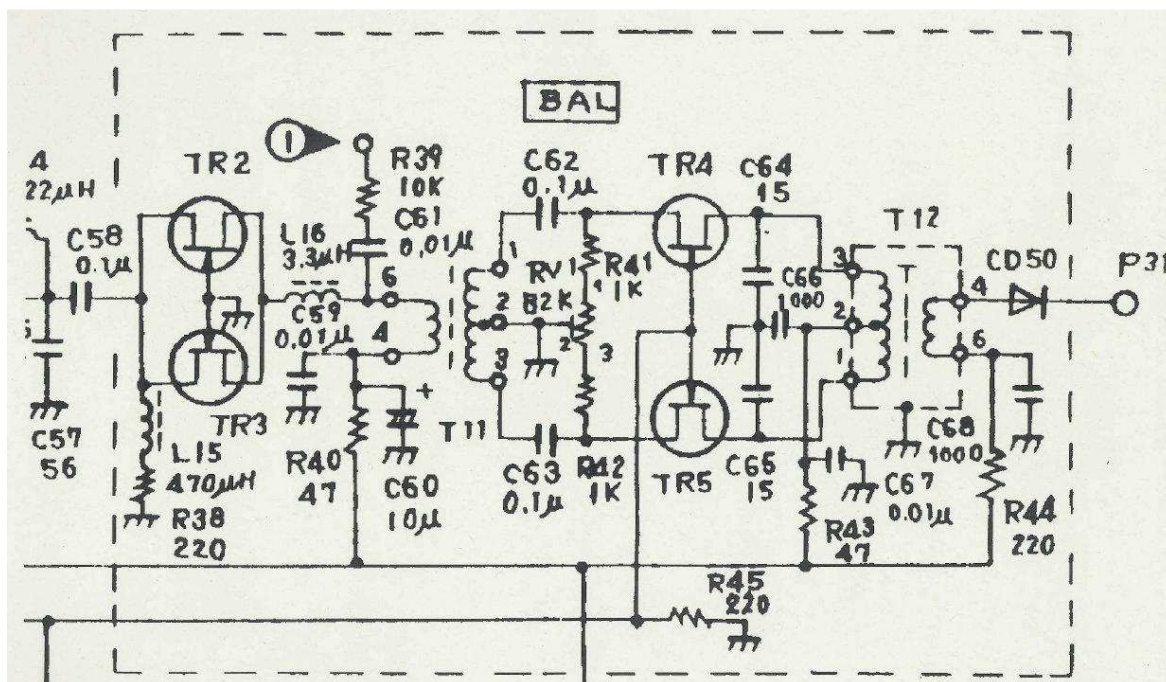 BAL
1
4
22μH
C58
0.1μ
C57
56
TR2
TR3
L15
470μH
R38
220
L16
3.3μH
C59
0.01μ
R39
10K
C61
0.01μ
6
4
R40
47
+
C60
10μ
T11
1
2
3
C62
0.1μ
C63
0.1μ
RV1
82K
1
2
3
R41
1K
R42
1K
TR4
TR5
C64
15
C66
1000
C65
15
T12
T
3
2
1
4
6
CD50
P31
C67
0.01μ
C68
1000
R43
47
R44
220
R45
220